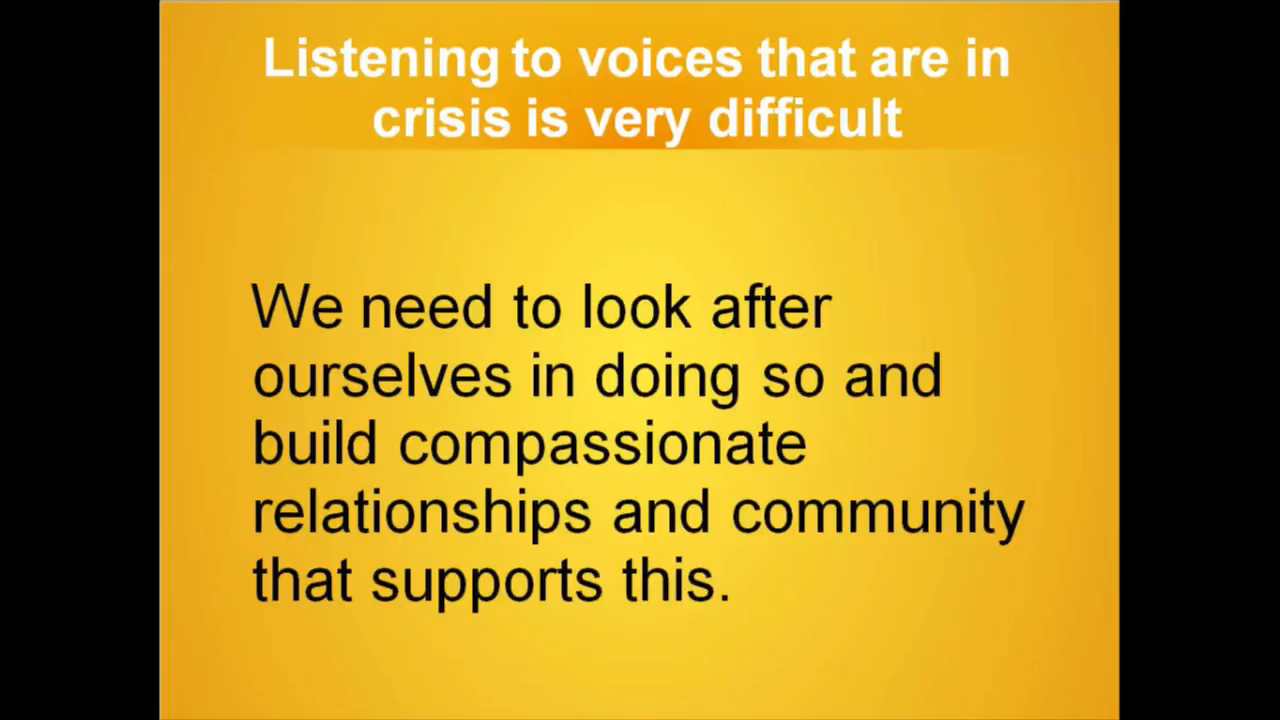 Listening to voices that are in
crisis is very difficult
We need to look after
ourselves in doing so and
build compassionate
relationships and community
that supports this.